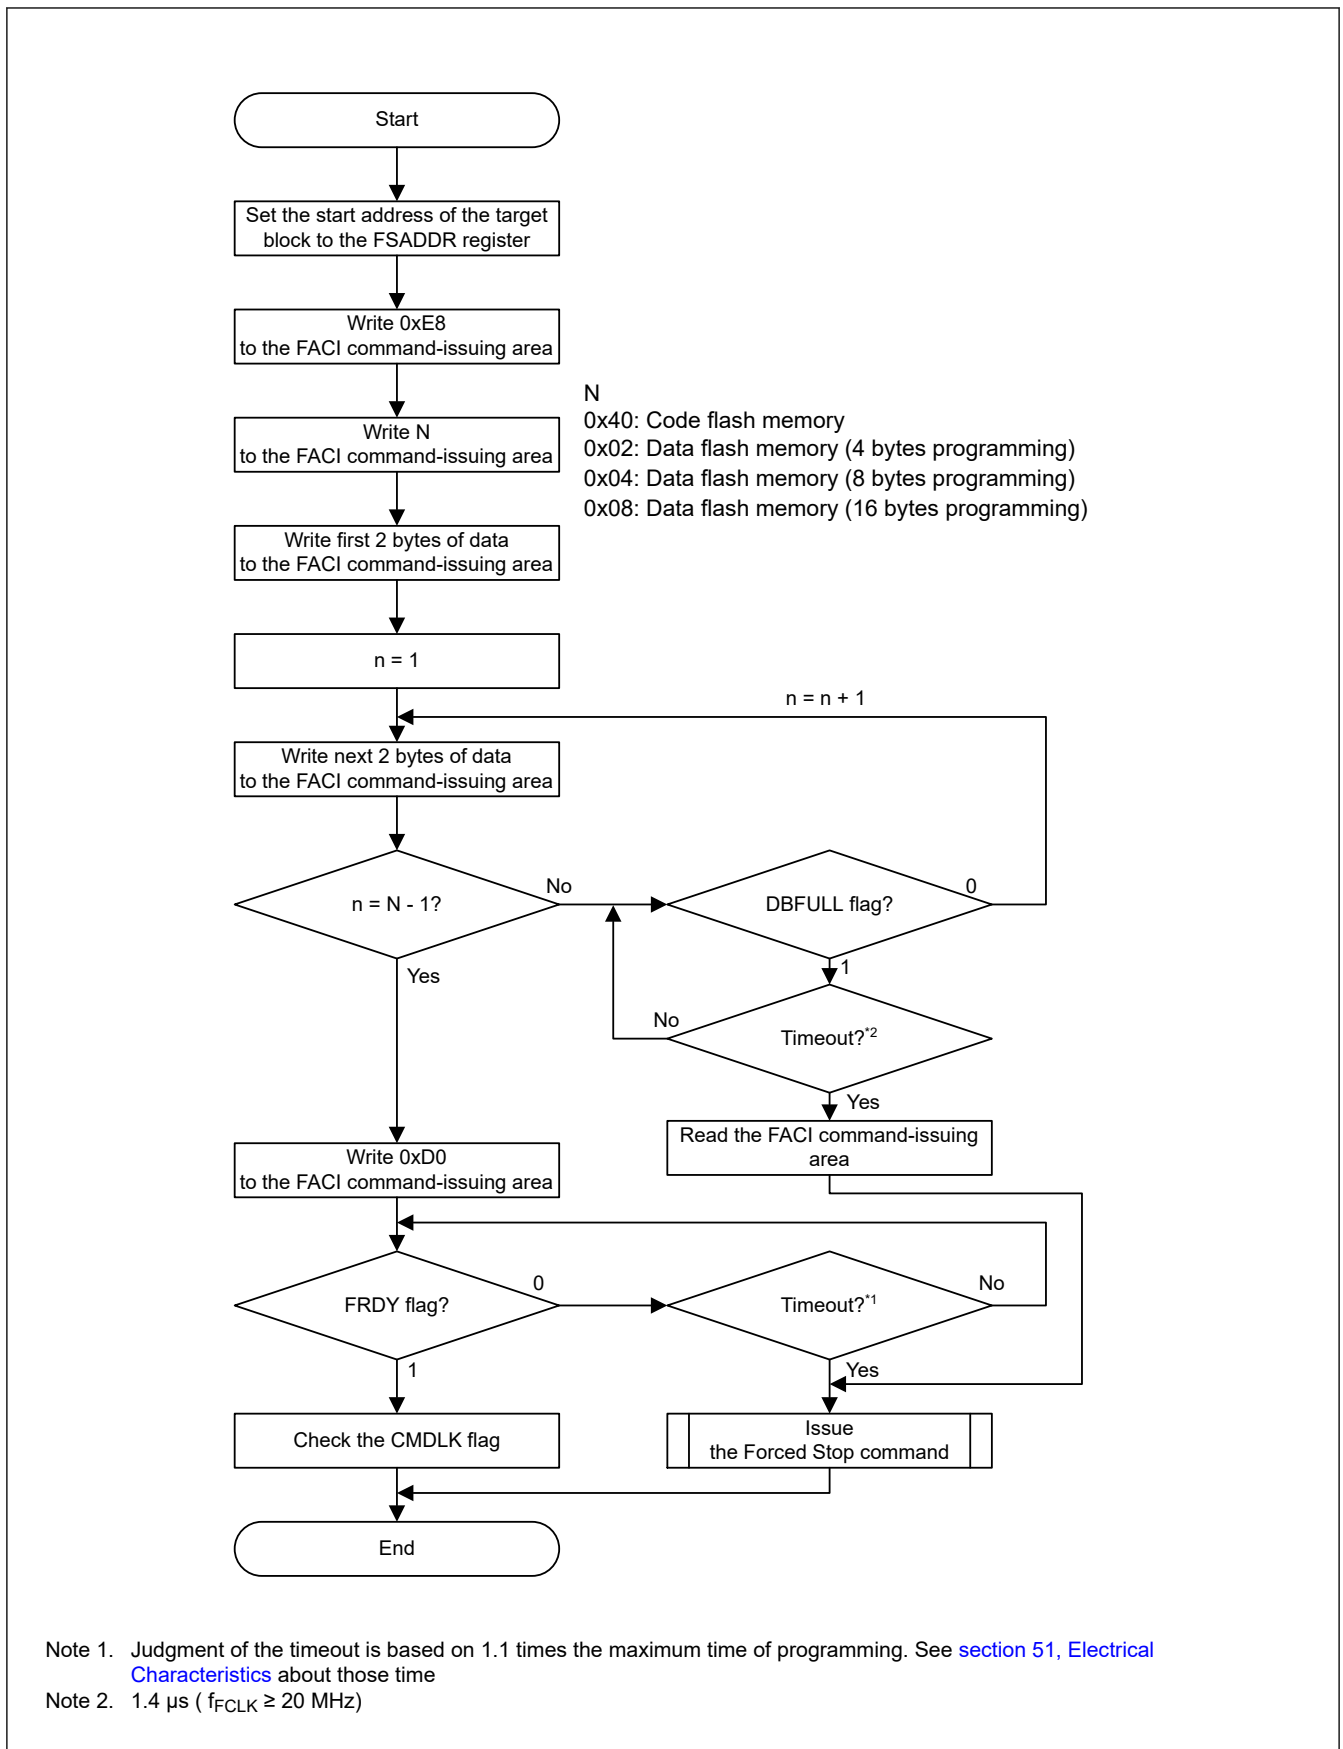 Start
Set the start address of the target
block to the FSADDR register
Write 0xE8
to the FACI command-issuing area
N
0x40: Code flash memory
0x02: Data flash memory (4 bytes programming)
0x04: Data flash memory (8 bytes programming)
0x08: Data flash memory (16 bytes programming)
Write N
to the FACI command-issuing area
Write first 2 bytes of data
to the FACI command-issuing area
n = 1
n = n + 1
Write next 2 bytes of data
to the FACI command-issuing area
n = N - 1?
No
DBFULL flag?
0
Yes
1
No
Timeout?*2
Yes
Read the FACI command-issuing
area
Write 0xD0
to the FACI command-issuing area
FRDY flag?
0
Timeout?*1
No
1
Yes
Check the CMDLK flag
Issue
the Forced Stop command
End
Note 1. Judgment of the timeout is based on 1.1 times the maximum time of programming. See section 51, Electrical
Characteristics about those time
Note 2. 1.4 µs ( fFCLK ≥ 20 MHz)